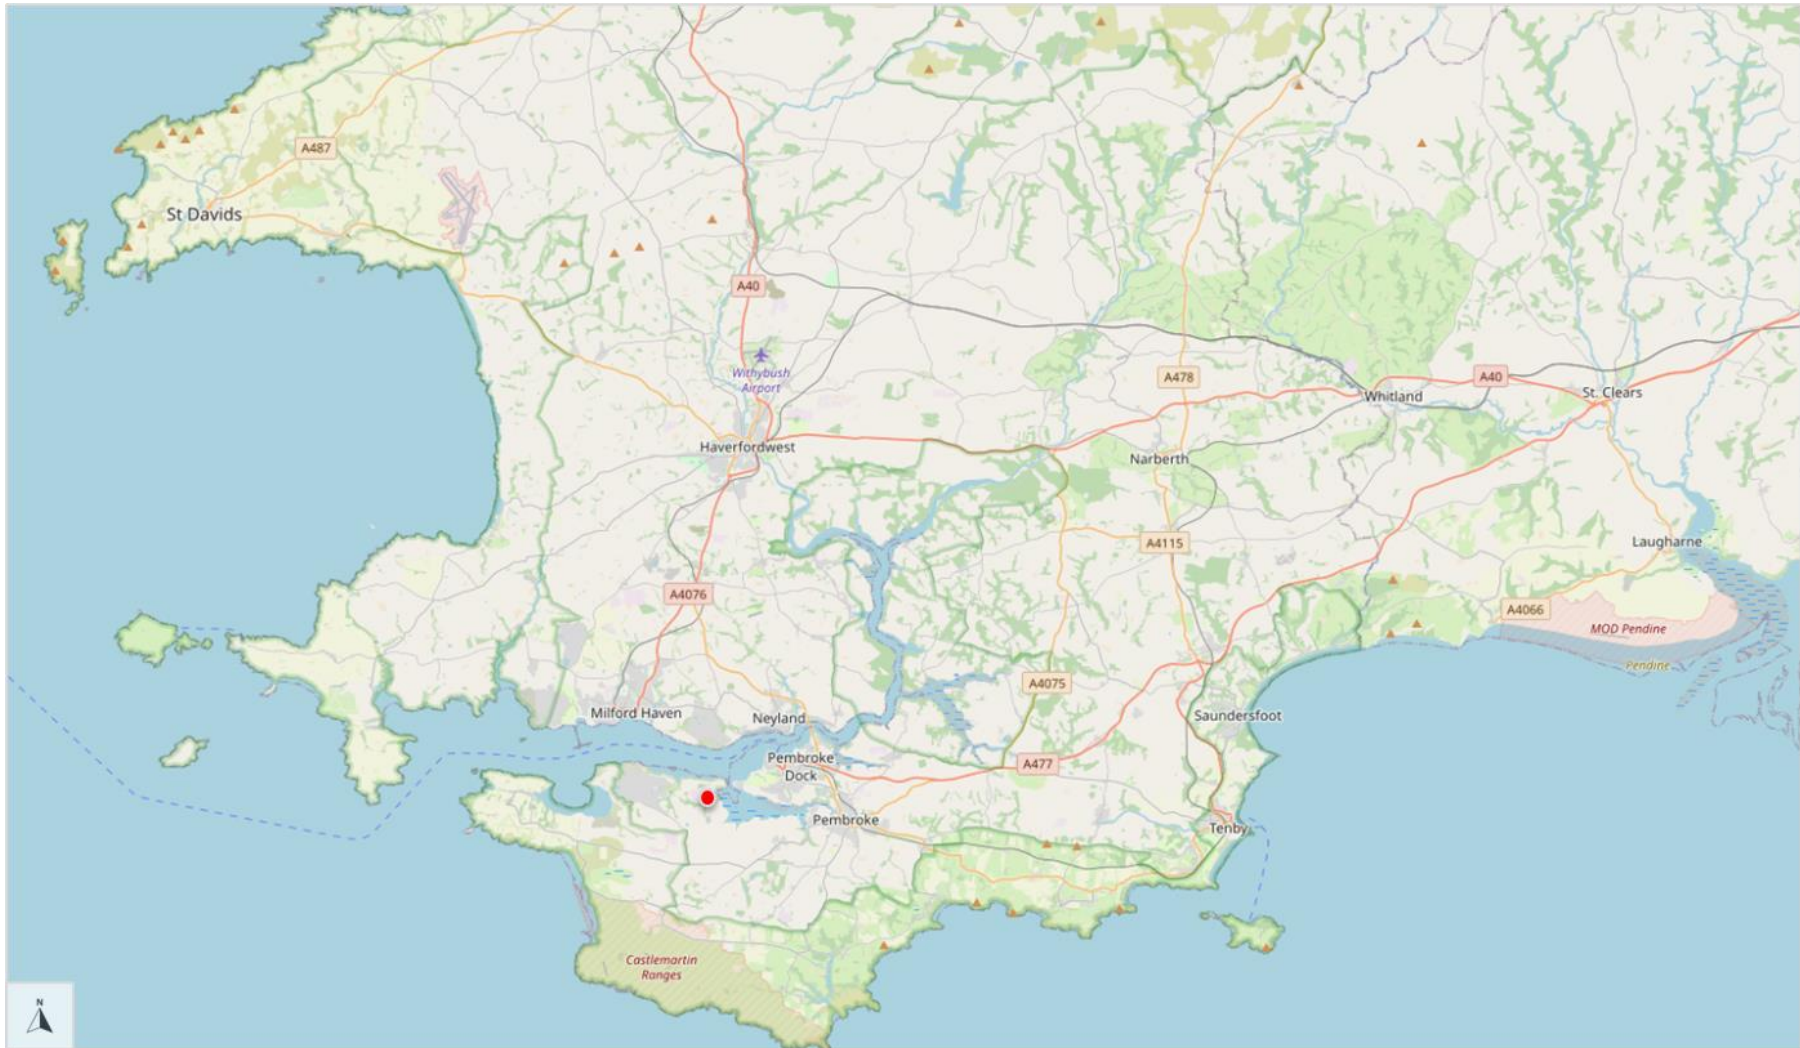 A487
St Davids
A40
Withybush
Airport
A478
A40
Whitland
St. Clears
Haverfordwest
Narberth
A4115
Laugharne
A4076
A4066
MOD Pendine
Pendine
A4075
Milford Haven
Neyland
Saundersfoot
Pembroke
Dock
A477
Pembroke
Tenby
Castlemartin
Ranges
N